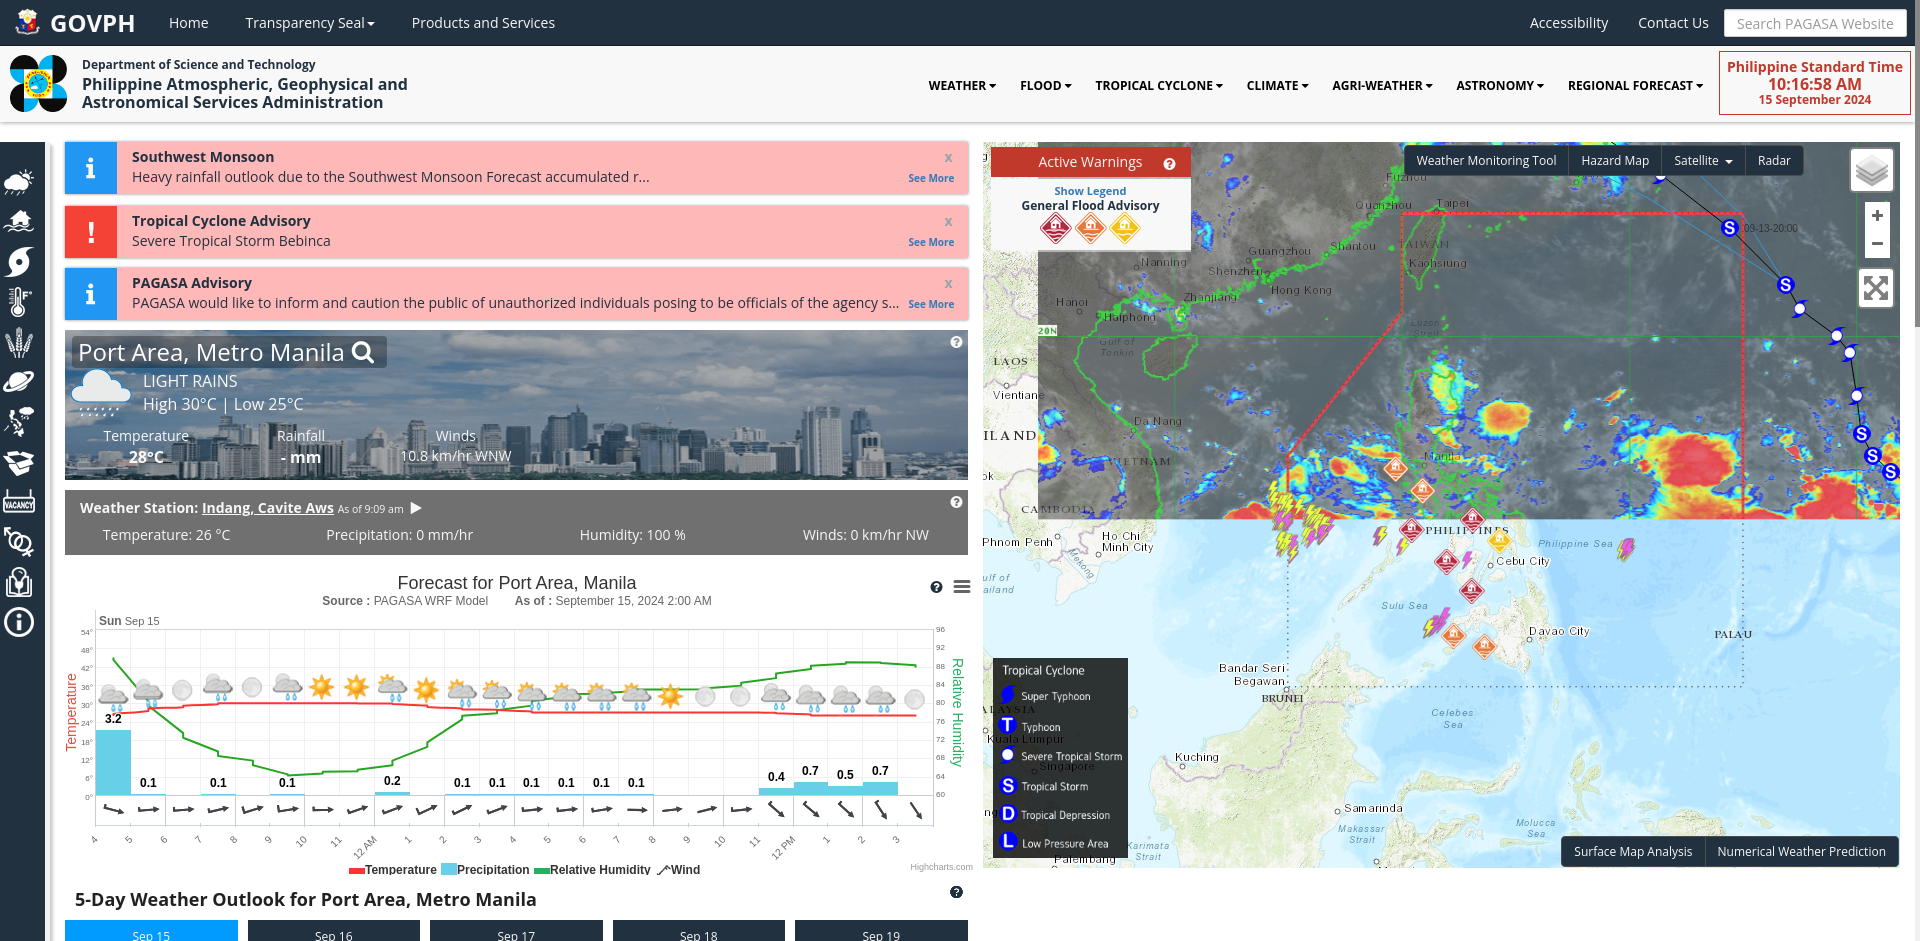 GOVPH
Home
Transparency Seal
Products and Services
Accessibility
Contact Us
Search PAGASA Website
Department of Science and Technology
Philippine Atmospheric, Geophysical and
Astronomical Services Administration
WEATHER
FLOOD
TROPICAL CYCLONE
CLIMATE
AGRI-WEATHER
ASTRONOMY
REGIONAL FORECAST
Philippine Standard Time
10:16:58 AM
15 September 2024
VACANCY
Southwest Monsoon
x
Heavy rainfall outlook due to the Southwest Monsoon Forecast accumulated r...
See More
Tropical Cyclone Advisory
x
Severe Tropical Storm Bebinca
See More
PAGASA Advisory
x
PAGASA would like to inform and caution the public of unauthorized individuals posing to be officials of the agency s...
See More
Port Area, Metro Manila
LIGHT RAINS
High 30°C | Low 25°C
Temperature
28°C
Rainfall
- mm
Winds
10.8 km/hr WNW
Weather Station: Indang, Cavite Aws As of 9:09 am
Temperature: 26 °C
Precipitation: 0 mm/hr
Humidity: 100 %
Winds: 0 km/hr NW
Forecast for Port Area, Manila
Source : PAGASA WRF Model As of : September 15, 2024 2:00 AM
Sun Sep 15
Temperature
54°
48°
42°
36°
30°
24°
18°
12°
6°
0°
3.2
0.1
0.1
0.1
0.2
0.1
0.1
0.1
0.1
0.1
0.1
0.4
0.7
0.5
0.7
96
92
88
84
80
76
72
68
64
60
Relative Humidity
4
5
6
7
8
9
10
11
12 AM
1
2
3
4
5
6
7
8
9
10
11
12 PM
1
2
3
Temperature
Precipitation
Relative Humidity
Wind
Highcharts.com
5-Day Weather Outlook for Port Area, Metro Manila
Sep 15
Sep 16
Sep 17
Sep 18
Sep 19
Active Warnings
Show Legend
General Flood Advisory
Weather Monitoring Tool
Hazard Map
Satellite
Radar
+
−
Fuzhou
Quanzhou
Taipei
Guangzhou
Shantou
TAIWAN
Nanning
Shenzhen
Kaohsiung
Hong Kong
Zhanjiang
Hanoi
Haiphong
20N
Luzon
Strait
Gulf of
Tonkin
LAOS
Vientiane
Da Nang
ILAND
VIETNAM
Manila
ok
CAMBODIA
PHILIPPINES
Phnom Penh
Ho Chi
Minh City
Mekong
Philippine Sea
Cebu City
ulf of
ailand
Sulu Sea
Davao City
PALAU
Bandar Seri
Begawan
BRUNEI
ALAYSIA
Kuala Lumpur
Singapore
Celebes
Sea
Kuching
Samarinda
Makassar
Strait
Molucca
Sea
Karimata
Strait
Palembang
09-13-20:00
S
S
S
S
S
Tropical Cyclone
Super Typhoon
T Typhoon
Severe Tropical Storm
S Tropical Storm
D Tropical Depression
L Low Pressure Area
Surface Map Analysis
Numerical Weather Prediction